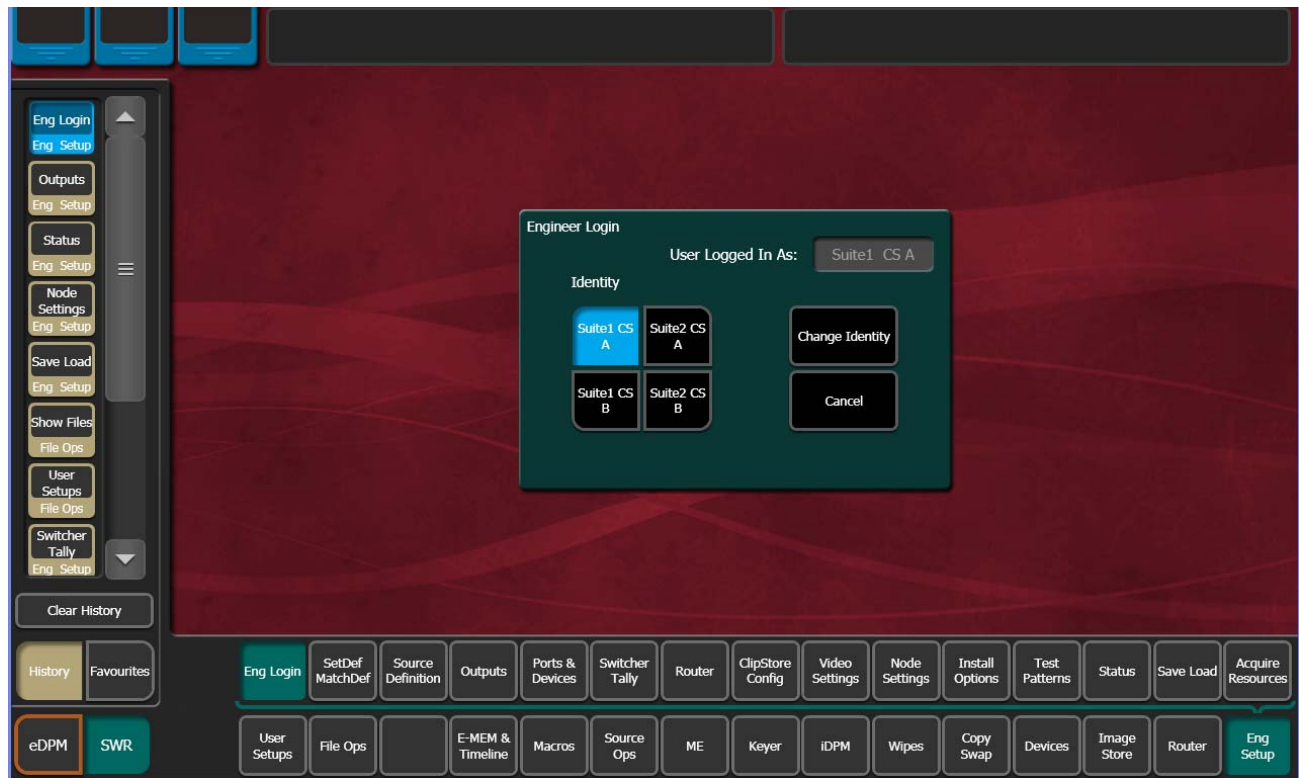 Eng Login
Eng Setup
Outputs
Eng Setup
Status
Eng Setup
Node
Settings
Eng Setup
Save Load
Eng Setup
Show Files
File Ops
User
Setups
File Ops
Switcher
Tally
Eng Setup
Clear History
History
Favourites
eDPM
SWR
Engineer Login
User Logged In As:
Suite1 CS A
Identity
Suite1 CS
A
Suite2 CS
A
Suite1 CS
B
Suite2 CS
B
Change Identity
Cancel
Eng Login
SetDef
MatchDef
Source
Definition
Outputs
Ports &
Devices
Switcher
Tally
Router
ClipStore
Config
Video
Settings
Node
Settings
Install
Options
Test
Patterns
Status
Save Load
Acquire
Resources
User
Setups
File Ops
E-MEM &
Timeline
Macros
Source
Ops
ME
Keyer
iDPM
Wipes
Copy
Swap
Devices
Image
Store
Router
Eng
Setup